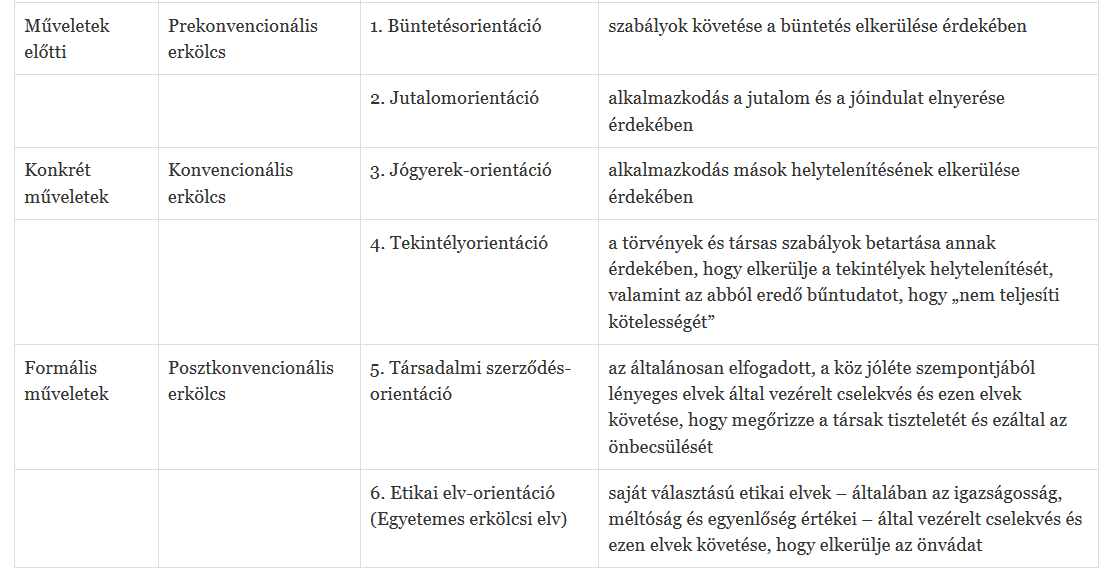 Műveletek előtti
Prekonvencionális erkölcs
1. Büntetésorientáció
szabályok követése a büntetés elkerülése érdekében
2. Jutalomorientáció
alkalmazkodás a jutalom és a jóindulat elnyerése
érdekében
Konkrét
műveletek
Konvencionális
erkölcs
3. Jógyerek-orientáció
alkalmazkodás mások helytelenítésének elkerülése
érdekében
4. Tekintélyorientáció
a törvények és társas szabályok betartása annak
érdekében, hogy elkerülje a tekintélyek helytelenítését,
valamint az abból eredő bűntudatot, hogy „nem teljesíti
kötelességét”
Formális
műveletek
Posztkonvencionális
erkölcs
5. Társadalmi szerződés-
orientáció
az általánosan elfogadott, a köz jóléte szempontjából
lényeges elvek által vezérelt cselekvés és ezen elvek
követése, hogy megőrizze a társak tiszteletét és ezáltal az
önbecsülését
6. Etikai elv-orientáció
(Egyetemes erkölcsi elv)
saját választású etikai elvek – általában az igazságosság,
méltóság és egyenlőség értékei – által vezérelt cselekvés és
ezen elvek követése, hogy elkerülje az önvádat